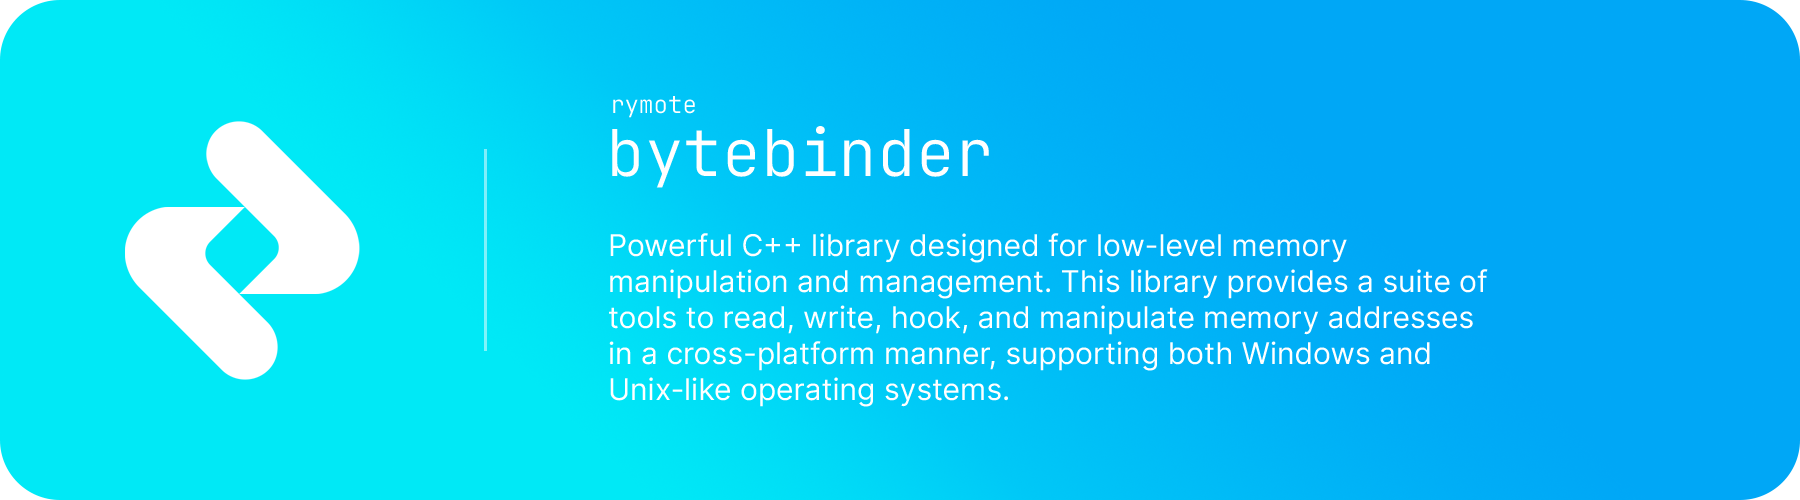 rymote
bytebinder
Powerful C++ library designed for low-level memory
manipulation and management. This library provides a suite of
tools to read, write, hook, and manipulate memory addresses
in a cross-platform manner, supporting both Windows and
Unix-like operating systems.